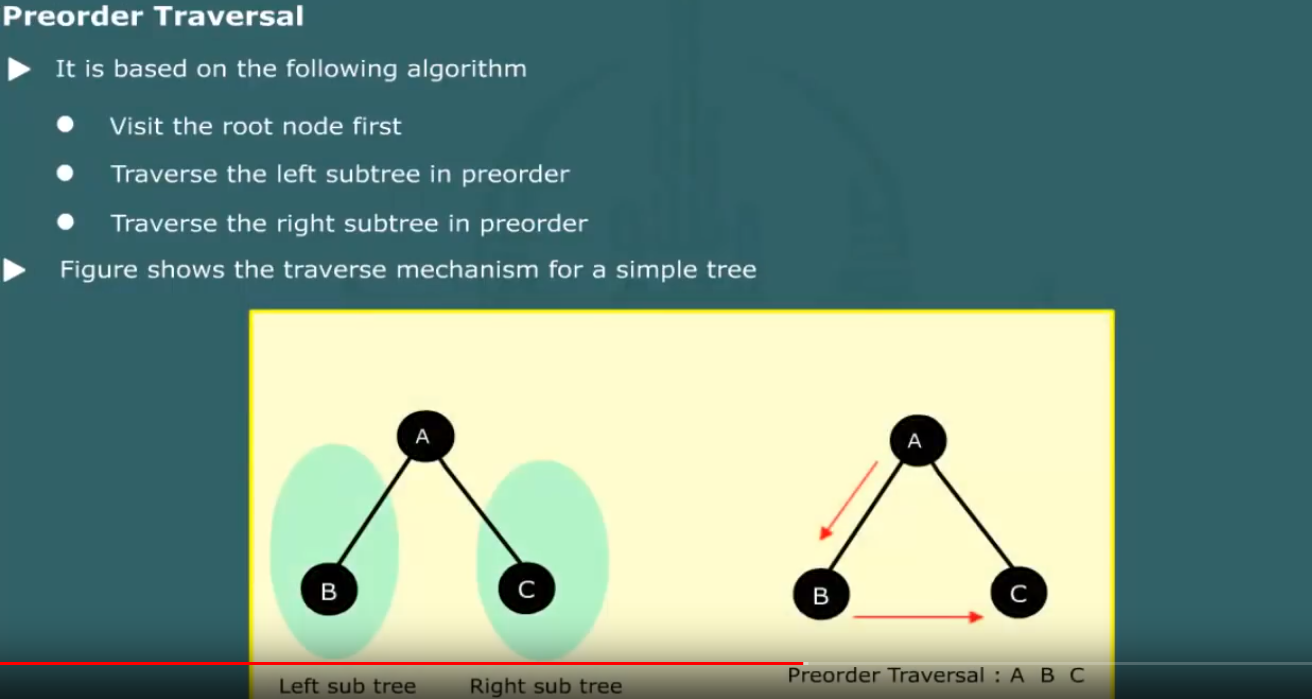 Preorder Traversal
It is based on the following algorithm
Visit the root node first
Traverse the left subtree in preorder
Traverse the right subtree in preorder
Figure shows the traverse mechanism for a simple tree
A
B
C
Left sub tree
Right sub tree
A
B
C
Preorder Traversal : A B C